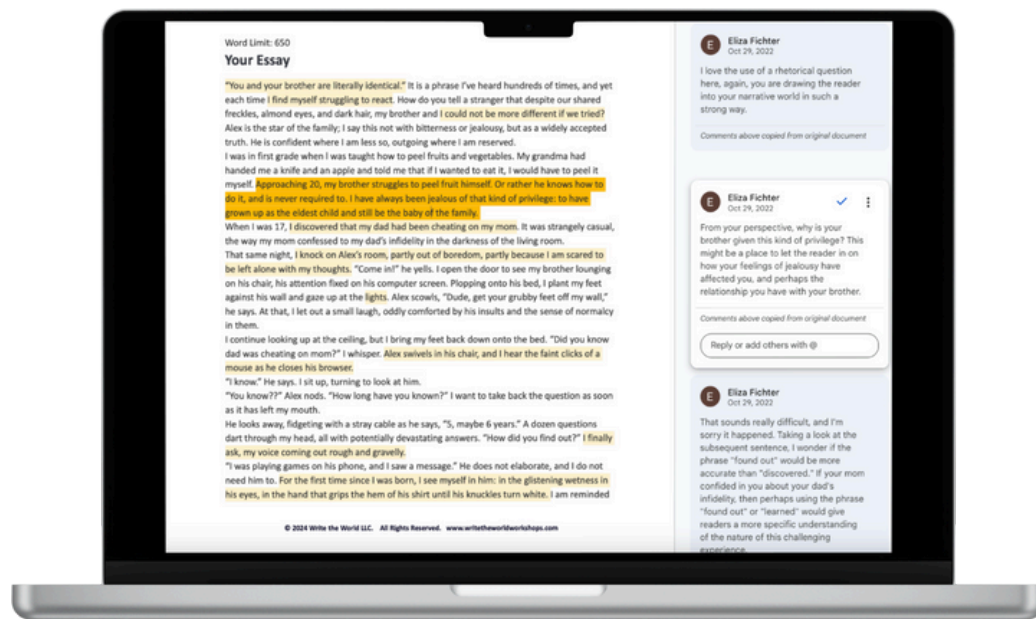 Word Limit: 650
Your Essay
“You and your brother are literally identical.” It is a phrase I’ve heard hundreds of times, and yet
each time I find myself struggling to react. How do you tell a stranger that despite our shared
freckles, almond eyes, and dark hair, my brother and I could not be more different if we tried?
Alex is the star of the family; I say this not with bitterness or jealousy, but as a widely accepted
truth. He is confident where I am less so, outgoing where I am reserved.
I was in first grade when I was taught how to peel fruits and vegetables. My grandma had
handed me a knife and an apple and told me that if I wanted to eat it, I would have to peel it
myself. Approaching 20, my brother struggles to peel fruit himself. Or rather he knows how to
do it, and is never required to. I have always been jealous of that kind of privilege: to have
grown up as the eldest child and still be the baby of the family.
When I was 17, I discovered that my dad had been cheating on my mom. It was strangely casual,
the way my mom confessed to my dad’s infidelity in the darkness of the living room.
That same night, I knock on Alex’s room, partly out of boredom, partly because I am scared to
be left alone with my thoughts. “Come in!” he yells. I open the door to see my brother lounging
on his chair, his attention fixed on his computer screen. Plopping onto his bed, I plant my feet
against his wall and gaze up at the lights. Alex scowls, “Dude, get your grubby feet off my wall,”
he says. At that, I let out a small laugh, oddly comforted by his insults and the sense of normalcy
in them.
I continue looking up at the ceiling, but I bring my feet back down onto the bed. “Did you know
dad was cheating on mom?” I whisper. Alex swivels in his chair, and I hear the faint clicks of a
mouse as he closes his browser.
“I know.” He says. I sit up, turning to look at him.
“You know??” Alex nods. “How long have you known?” I want to take back the question as soon
as it has left my mouth.
He looks away, fidgeting with a stray cable as he says, “5, maybe 6 years.” A dozen questions
dart through my head, all with potentially devastating answers. “How did you find out?” I finally
ask, my voice coming out rough and gravelly.
“I was playing games on his phone, and I saw a message.” He does not elaborate, and I do not
need him to. For the first time since I was born, I see myself in him: in the glistening wetness in
his eyes, in the hand that grips the hem of his shirt until his knuckles turn white. I am reminded
© 2024 Write the World LLC. All Rights Reserved. www.writetheworldworkshops.com
E
Eliza Fichter
Oct 29, 2022
I love the use of a rhetorical question
here, again, you are drawing the reader
into your narrative world in such a
strong way.
Comments above copied from original document
E
Eliza Fichter
Oct 29, 2022
From your perspective, why is your
brother given this kind of privilege? This
might be a place to let the reader in on
how your feelings of jealousy have
affected you, and perhaps the
relationship you have with your brother.
Comments above copied from original document
Reply or add others with @
E
Eliza Fichter
Oct 29, 2022
That sounds really difficult, and I'm
sorry it happened. Taking a look at the
subsequent sentence, I wonder if the
phrase "found out" would be more
accurate than "discovered." If your mom
confided in you about your dad's
infidelity, then perhaps using the phrase
"found out" or "learned" would give
readers a more specific understanding
of the nature of this challenging
experience.